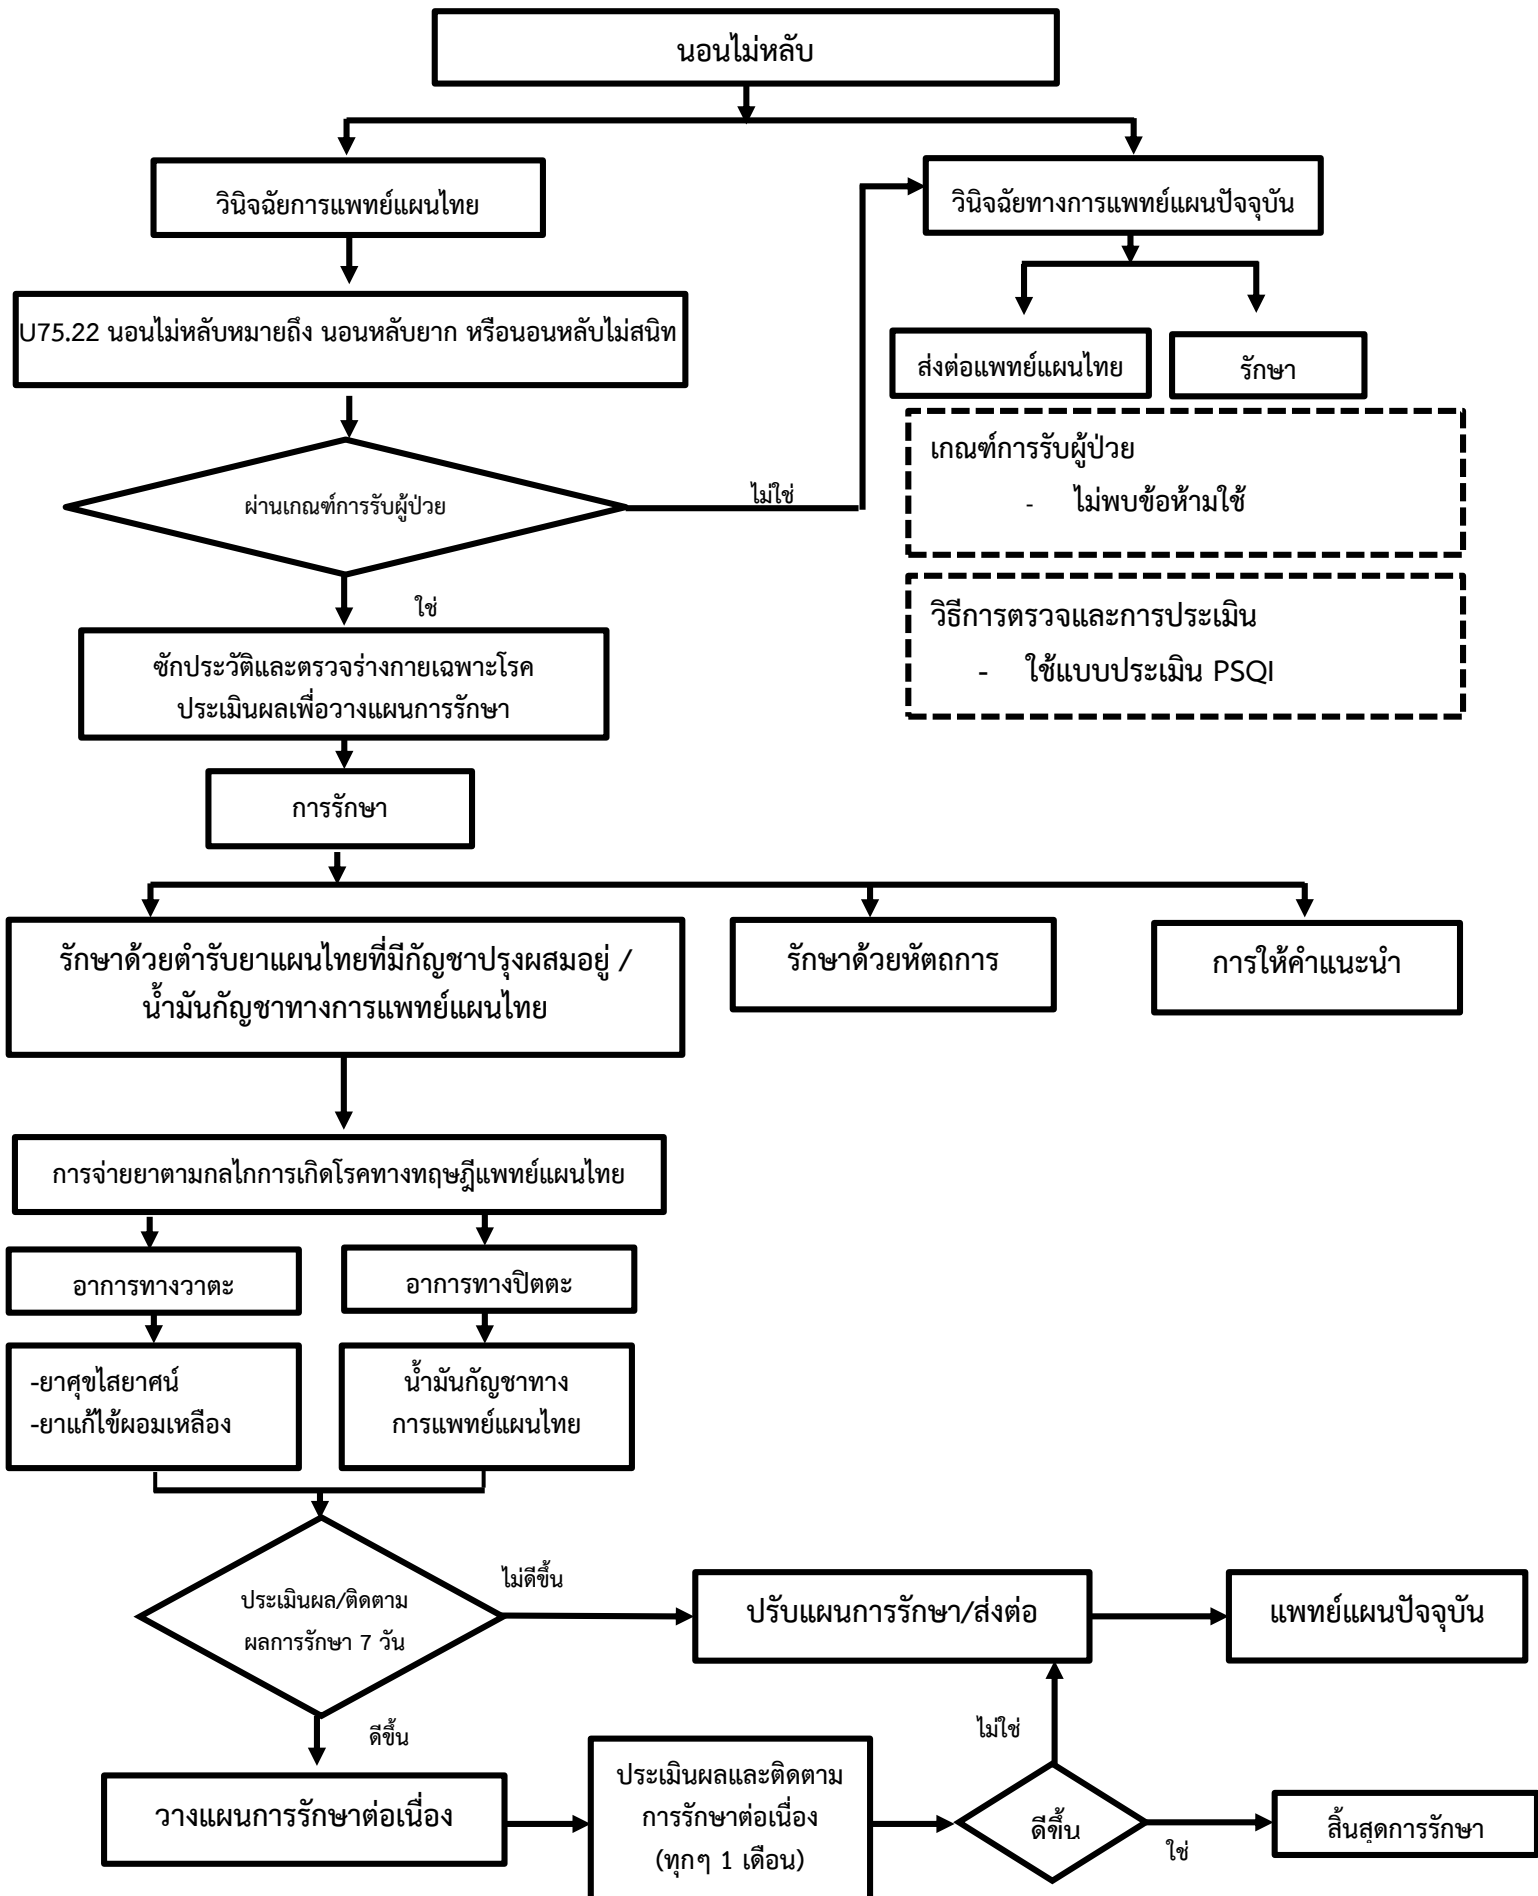 นอนไม่หลับ
วินิจฉัยการแพทย์แผนไทย
วินิจฉัยทางการแพทย์แผนปัจจุบัน
U75.22 นอนไม่หลับหมายถึง นอนหลับยาก หรือนอนหลับไม่สนิท
ส่งต่อแพทย์แผนไทย
รักษา
เกณฑ์การรับผู้ป่วย
- ไม่พบข้อห้ามใช้
ผ่านเกณฑ์การรับผู้ป่วย
ไม่ใช่
ใช่
วิธีการตรวจและการประเมิน
- ใช้แบบประเมิน PSQI
ซักประวัติและตรวจร่างกายเฉพาะโรค
ประเมินผลเพื่อวางแผนการรักษา
การรักษา
รักษาด้วยตำรับยาแผนไทยที่มีกัญชาปรุงผสมอยู่ /
น้ำมันกัญชาทางการแพทย์แผนไทย
รักษาด้วยหัตถการ
การให้คำแนะนำ
การจ่ายยาตามกลไกการเกิดโรคทางทฤษฎีแพทย์แผนไทย
อาการทางวาตะ
อาการทางปิตตะ
-ยาศุขไสยาศน์
-ยาแก้ไข้ผอมเหลือง
น้ำมันกัญชาทาง
การแพทย์แผนไทย
ประเมินผล/ติดตาม
ผลการรักษา 7 วัน
ไม่ดีขึ้น
ปรับแผนการรักษา/ส่งต่อ
แพทย์แผนปัจจุบัน
ดีขึ้น
ไม่ใช่
วางแผนการรักษาต่อเนื่อง
ประเมินผลและติดตาม
การรักษาต่อเนื่อง
(ทุกๆ 1 เดือน)
ดีขึ้น
ใช่
สิ้นสุดการรักษา